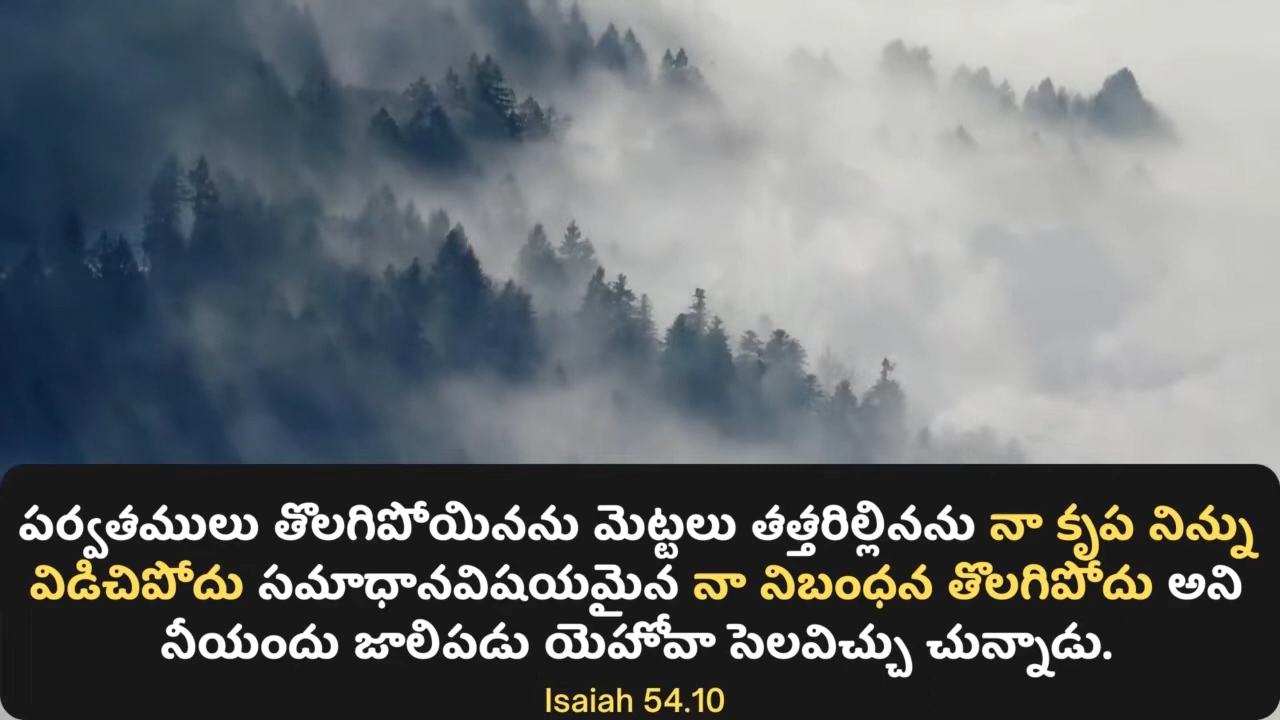 పర్వతములు తొలగిపోయినను మెట్టలు తత్తరిల్లినను నా కృప నిన్ను
విడిచిపోదు సమాధానవిషయమైన నా నిబంధన తొలగిపోదు అని
నీయందు జాలిపడు యెహోవా సెలవిచ్చు చున్నాడు.
Isaiah 54.10